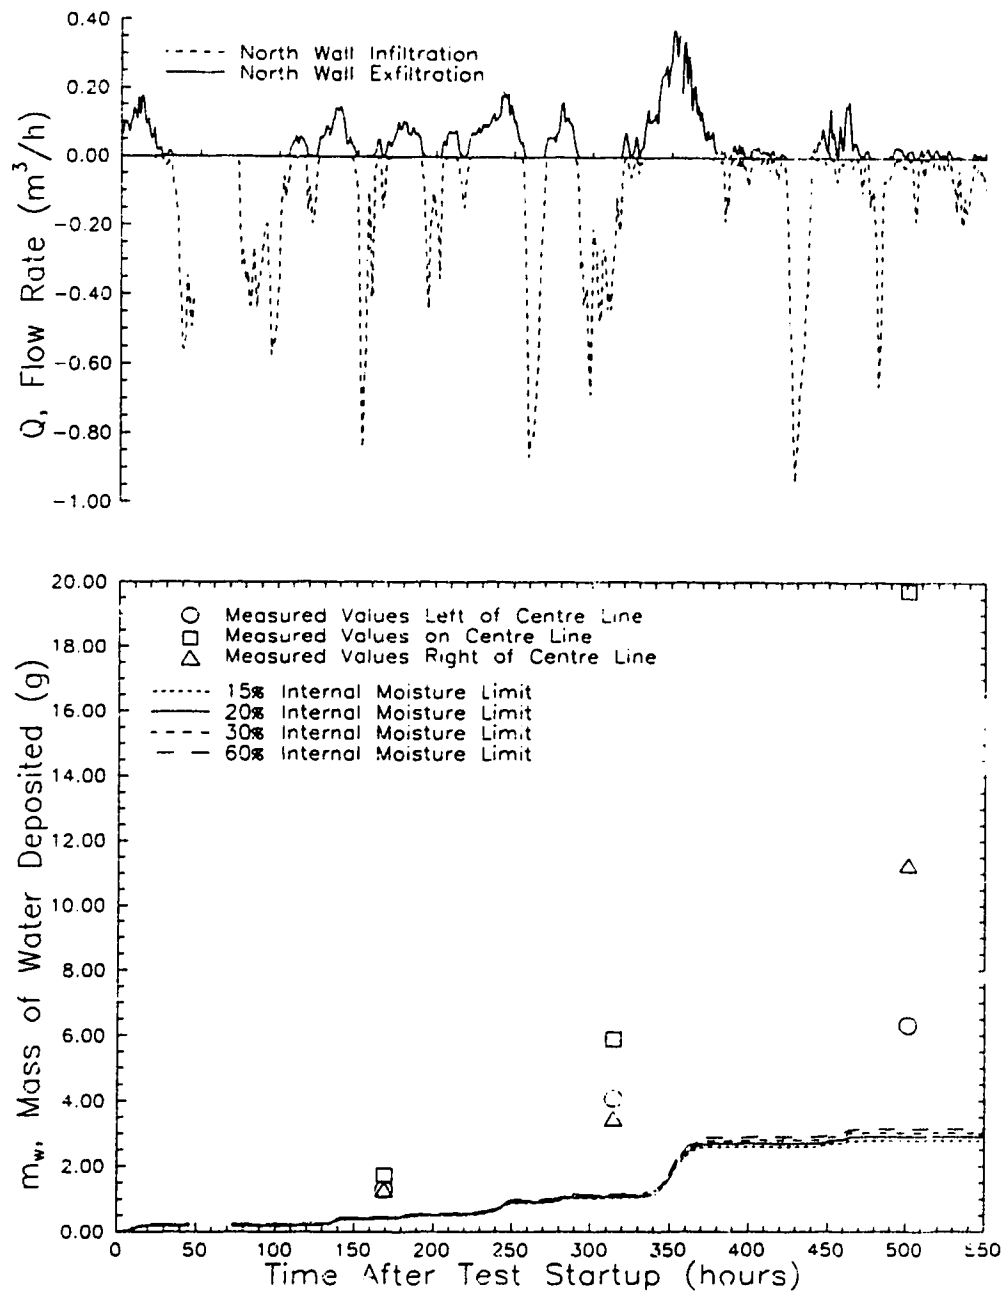 0.40
North Wall Infiltration
North Wall Exfiltration
0.20
0.00
-0.20
-0.40
-0.60
-0.80
-1.00
Q, Flow Rate (m³/h)
20.00
Measured Values Left of Centre Line
Measured Values on Centre Line
18.00
Measured Values Right of Centre Line
15% Internal Moisture Limit
16.00
20% Internal Moisture Limit
30% Internal Moisture Limit
60% Internal Moisture Limit
14.00
12.00
10.00
8.00
6.00
4.00
2.00
0.00
m_w, Mass of Water Deposited (g)
0 50 100 150 200 250 300 350 400 450 500 550
Time After Test Startup (hours)